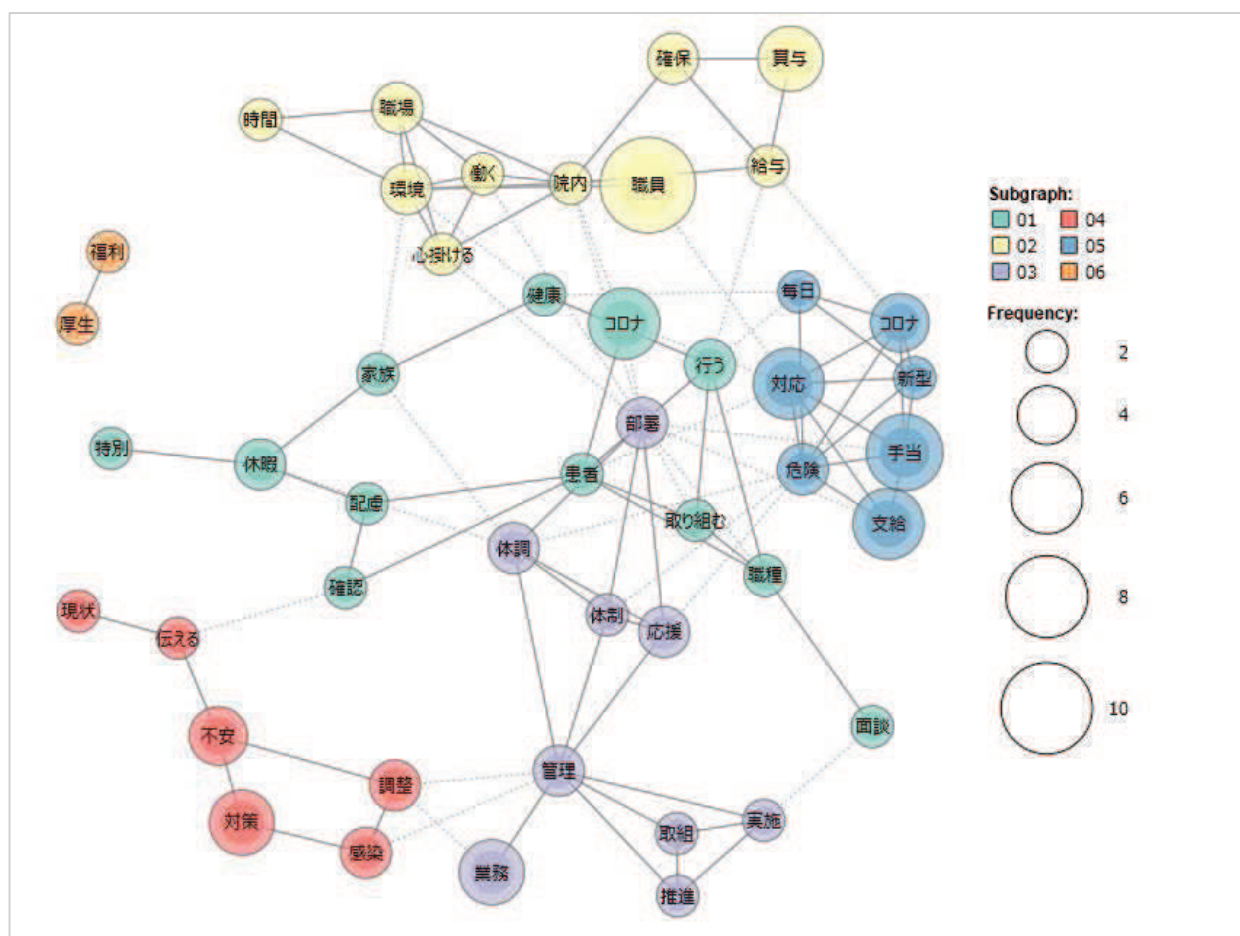 確保
賞与
職場
時間
働く
環境
院内
職員
給与
心掛ける
福利
厚生
健康
コロナ
毎日
コロナ
家族
行う
対応
新型
部署
特別
休暇
患者
危険
手当
配慮
取り組む
支給
体調
確認
職種
現状
伝える
体制
応援
不安
面談
管理
調整
対策
感染
業務
取組
実施
推進
Subgraph:
01 04
02 05
03 06
Frequency:
2
4
6
8
10